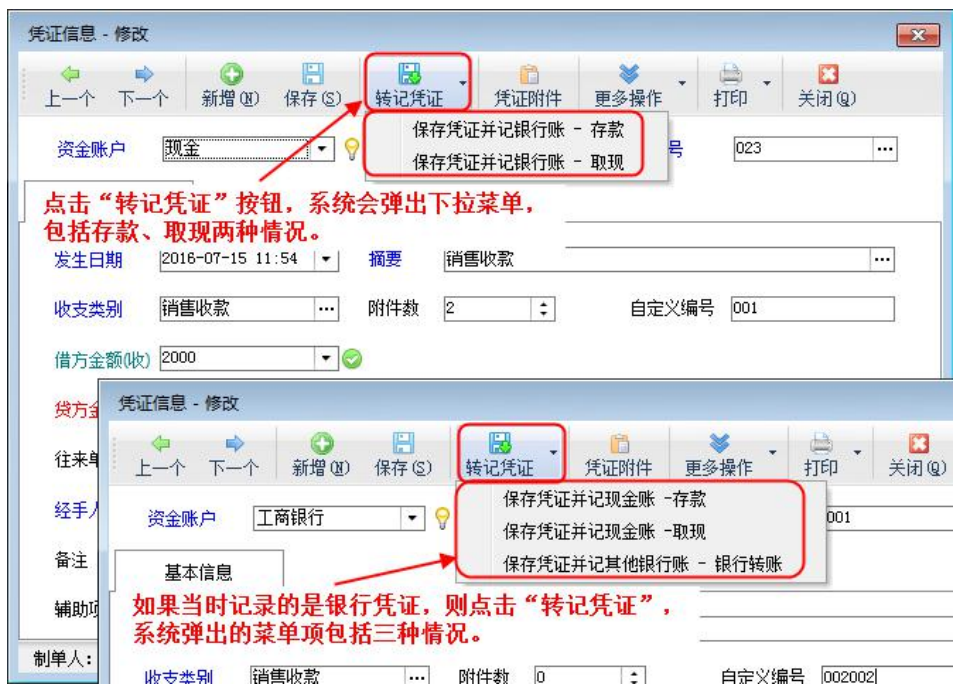 凭证信息 - 修改
上一个 下一个 新增(N) 保存(S) 转记凭证 凭证附件 更多操作 打印 关闭(Q)
保存凭证并记银行账 - 存款
保存凭证并记银行账 - 取现
资金账户 现金 号 023
点击“转记凭证”按钮,系统会弹出下拉菜单,
包括存款、取现两种情况。
发生日期 2016-07-15 11:54 摘要 销售收款
收支类别 销售收款 附件数 2 自定义编号 001
借方金额(收) 2000
贷方金
往来单
经手人
备注
辅助项
制单人:
凭证信息 - 修改
上一个 下一个 新增(N) 保存(S) 转记凭证 凭证附件 更多操作 打印 关闭(Q)
保存凭证并记现金账 -存款
保存凭证并记现金账 -取现
保存凭证并记其他银行账 - 银行转账
资金账户 工商银行 001
基本信息
如果当时记录的是银行凭证,则点击“转记凭证”,
系统弹出的菜单项包括三种情况。
收支类别 销售收款 附件数 0 自定义编号 002002